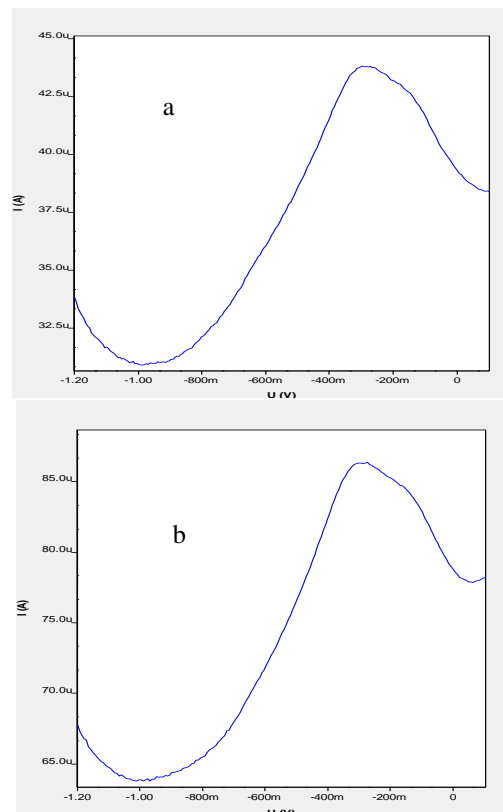 45.0u
a
42.5u
40.0u
I (A)
37.5u
35.0u
32.5u
-1.20 -1.00 -800m -600m -400m -200m 0
U (V)
85.0u
b
80.0u
I (A)
75.0u
70.0u
65.0u
-1.20 -1.00 -800m -600m -400m -200m 0
U (V)